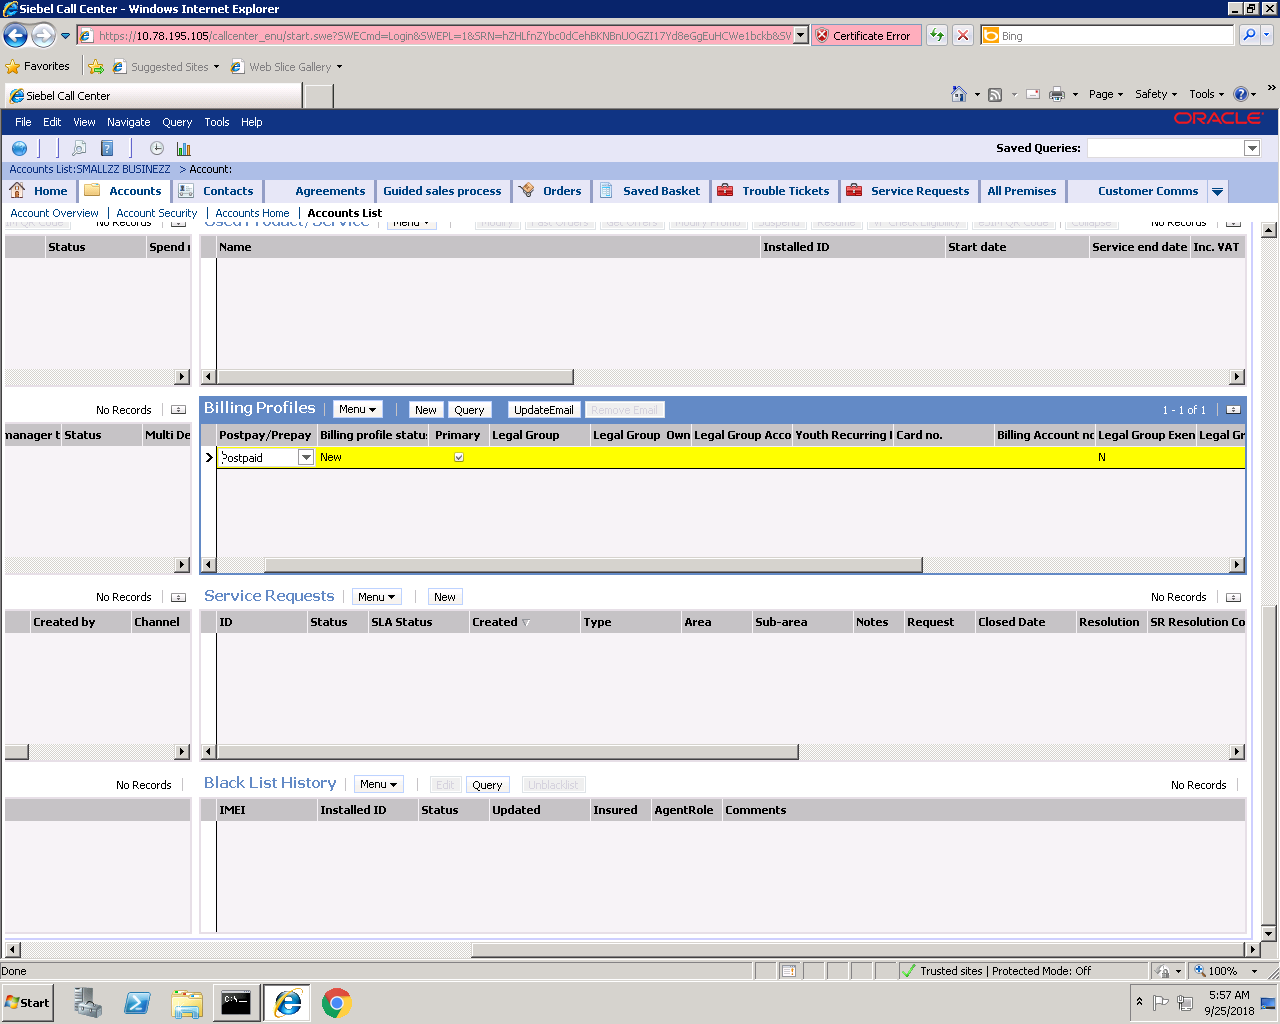 Siebel Call Center - Windows Internet Explorer
https://10.78.195.105/callcenter_enu/start.swe?SWECmd=Login&SWEPL=1&SRN=
Certificate Error
Bing
Favorites
Suggested Sites
Web Slice Gallery
Siebel Call Center
Page
Safety
Tools
File Edit View Navigate Query Tools Help
ORACLE
Saved Queries:
Accounts List:SMALLZZ BUSINEZZ > Account:
Home Accounts Contacts Agreements Guided sales process Orders Saved Basket Trouble Tickets Service Requests All Premises Customer Comms
Account Overview | Account Security | Accounts Home | Accounts List
No Records Used Product/Service Menu No Records
Status Spend Name Installed ID Start date Service end date Inc. VAT
No Records Billing Profiles Menu New Query UpdateEmail Remove Email 1 - 1 of 1
manager t Status Multi De Postpay/Prepay Billing profile statu Primary Legal Group Legal Group Own Legal Group Acco Youth Recurring Card no. Billing Account no Legal Group Exen Legal Gr
Postpaid New N
No Records Service Requests Menu New No Records
Created by Channel ID Status SLA Status Created Type Area Sub-area Notes Request Closed Date Resolution SR Resolution Co
No Records Black List History Menu Edit Query Unblacklist No Records
IMEI Installed ID Status Updated Insured AgentRole Comments
Done Trusted sites | Protected Mode: Off 100%
Start 5:57 AM
9/25/2018